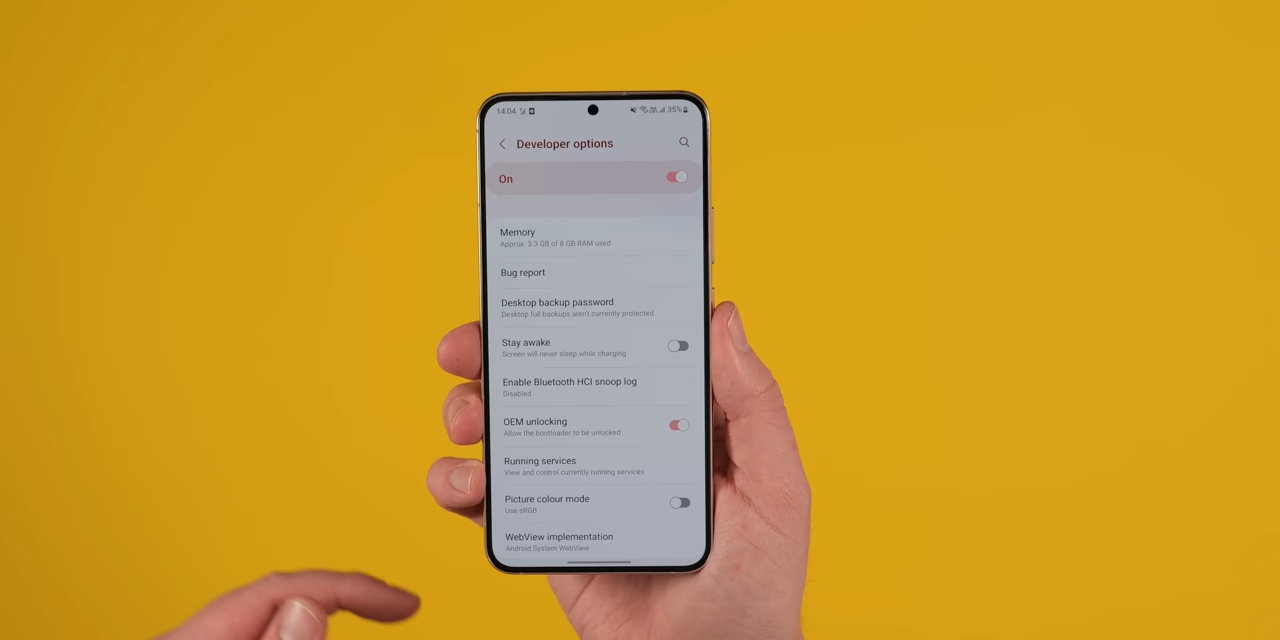 14:04 35%
Developer options
On
Memory
Approx. 3.3 GB of 8 GB RAM used
Bug report
Desktop backup password
Desktop full backups aren't currently protected
Stay awake
Screen will never sleep while charging
Enable Bluetooth HCI snoop log
Disabled
OEM unlocking
Allow the bootloader to be unlocked
Running services
View and control currently running services
Picture colour mode
Use sRGB
WebView implementation
Android System WebView